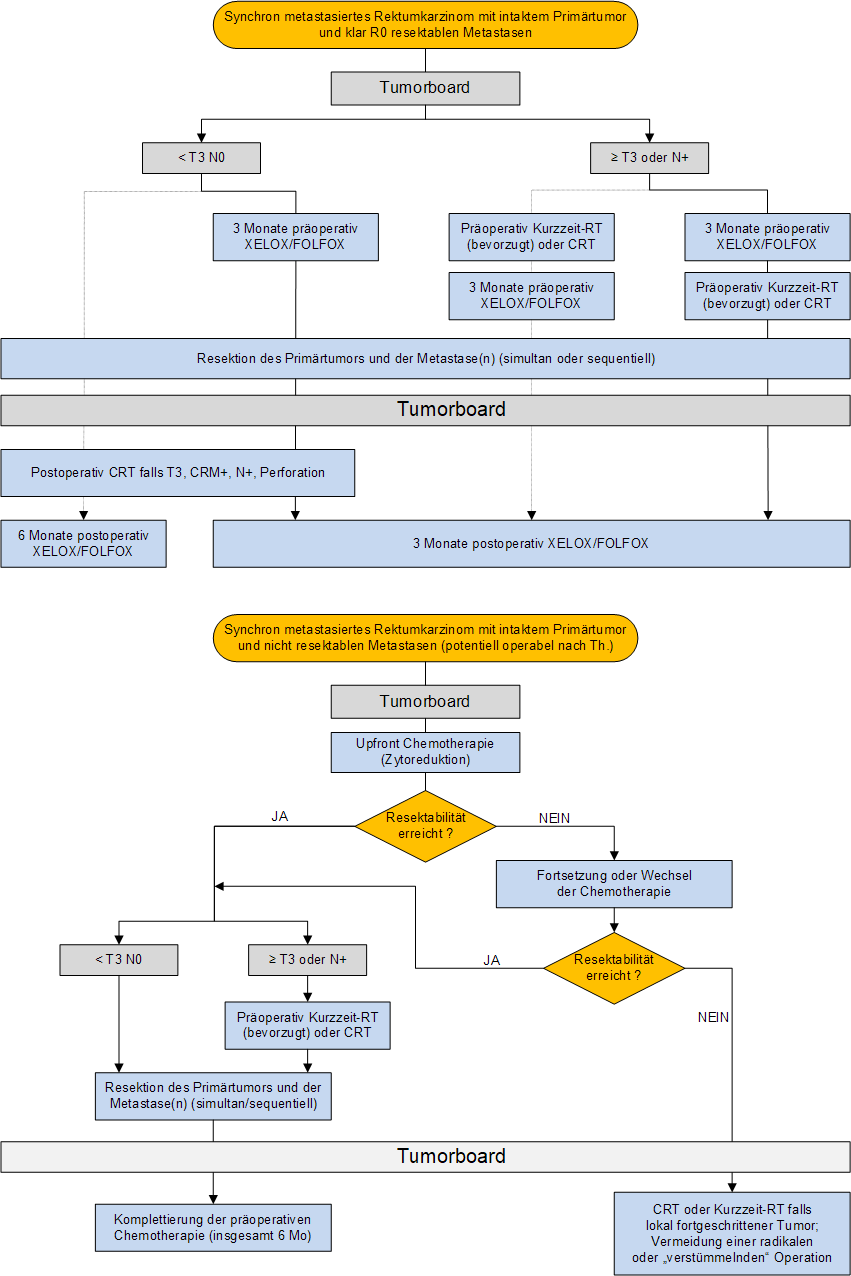 Synchron metastasiertes Rektumkarzinom mit intaktem Primärtumor
und klar R0 resektablen Metastasen
Tumorboard
< T3 N0
≥ T3 oder N+
3 Monate präoperativ
XELOX/FOLFOX
Präoperativ Kurzzeit-RT
(bevorzugt) oder CRT
3 Monate präoperativ
XELOX/FOLFOX
3 Monate präoperativ
XELOX/FOLFOX
Präoperativ Kurzzeit-RT
(bevorzugt) oder CRT
Resektion des Primärtumors und der Metastase(n) (simultan oder sequentiell)
Tumorboard
Postoperativ CRT falls T3, CRM+, N+, Perforation
6 Monate postoperativ
XELOX/FOLFOX
3 Monate postoperativ XELOX/FOLFOX
Synchron metastasiertes Rektumkarzinom mit intaktem Primärtumor
und nicht resektablen Metastasen (potentiell operabel nach Th.)
Tumorboard
Upfront Chemotherapie
(Zytoreduktion)
Resektabilität
erreicht ?
JA
NEIN
Fortsetzung oder Wechsel
der Chemotherapie
Resektabilität
erreicht ?
JA
NEIN
< T3 N0
≥ T3 oder N+
Präoperativ Kurzzeit-RT
(bevorzugt) oder CRT
Resektion des Primärtumors und der
Metastase(n) (simultan/sequentiell)
Tumorboard
Komplettierung der präoperativen
Chemotherapie (insgesamt 6 Mo)
CRT oder Kurzzeit-RT falls
lokal fortgeschrittener Tumor;
Vermeidung einer radikalen
oder „verstümmelnden“ Operation